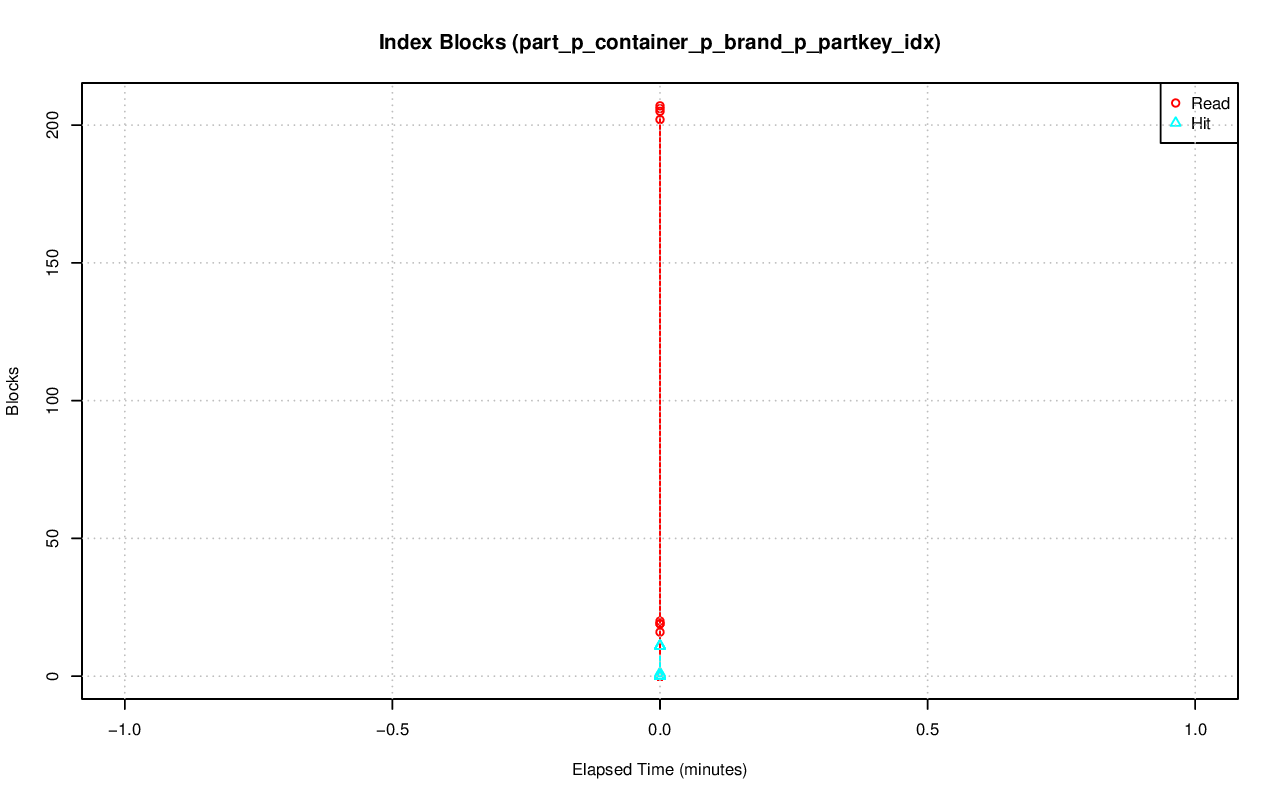 Index Blocks (part_p_container_p_brand_p_partkey_idx)
Read
Hit
200
150
100
50
0
Blocks
−1.0
−0.5
0.0
0.5
1.0
Elapsed Time (minutes)